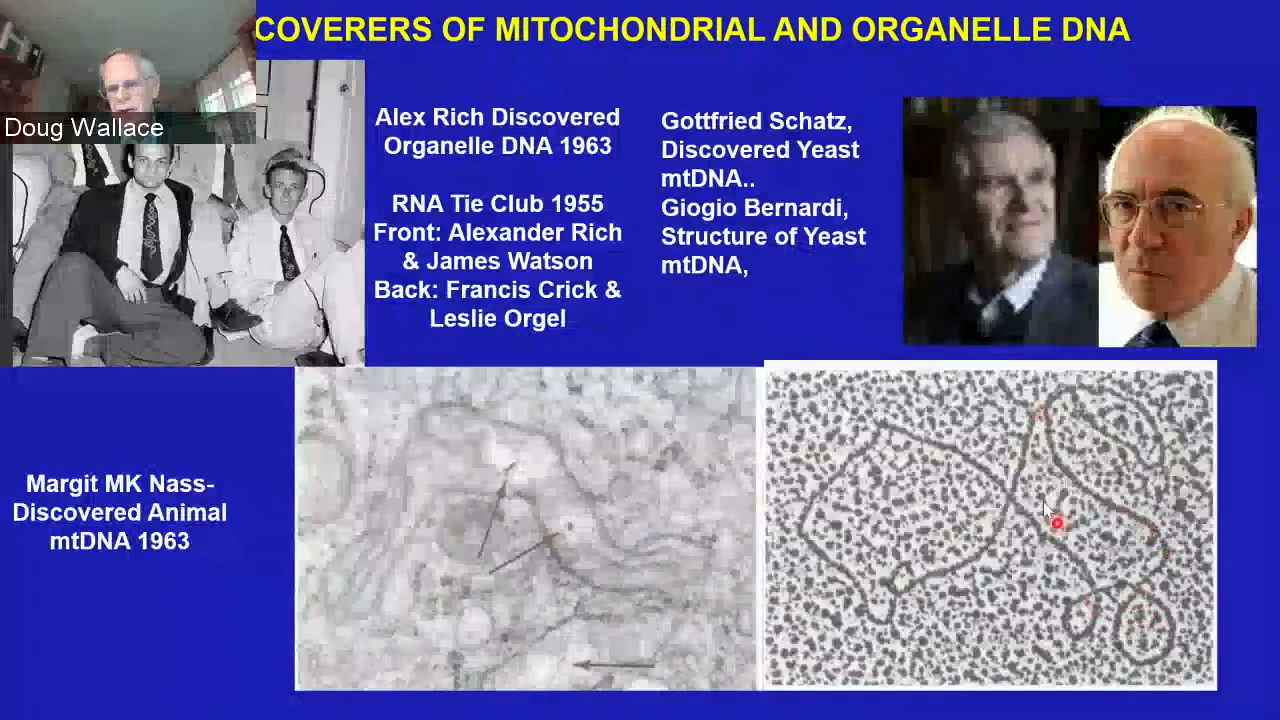 COVERERS OF MITOCHONDRIAL AND ORGANELLE DNA
Doug Wallace
Alex Rich Discovered
Organelle DNA 1963
RNA Tie Club 1955
Front: Alexander Rich
& James Watson
Back: Francis Crick &
Leslie Orgel
Gottfried Schatz,
Discovered Yeast
mtDNA..
Giogio Bernardi,
Structure of Yeast
mtDNA,
Margit MK Nass-
Discovered Animal
mtDNA 1963